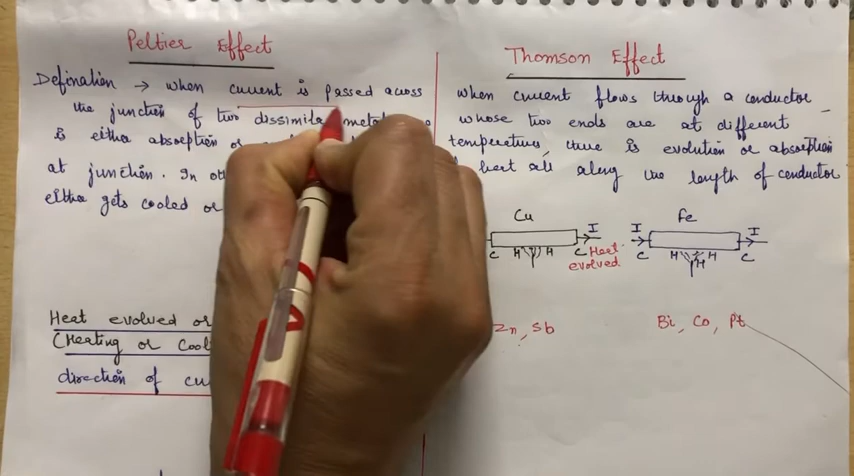 Peltier Effect
Defination → when current is passed across
the junction of two dissimila
is either absorption or
at junction. In
either gets cooled or
Heat evolved or
(Heating or Cool
direction of cu
Thomson Effect
when current flows through a conductor
whose two ends are at different
temperatures, there is evolution or absorption
heat all along the length of conductor
Cu Fe
I I I
C H H C Heat C H H H C
evolved.
Zn, Sb Bi, Co, Pt